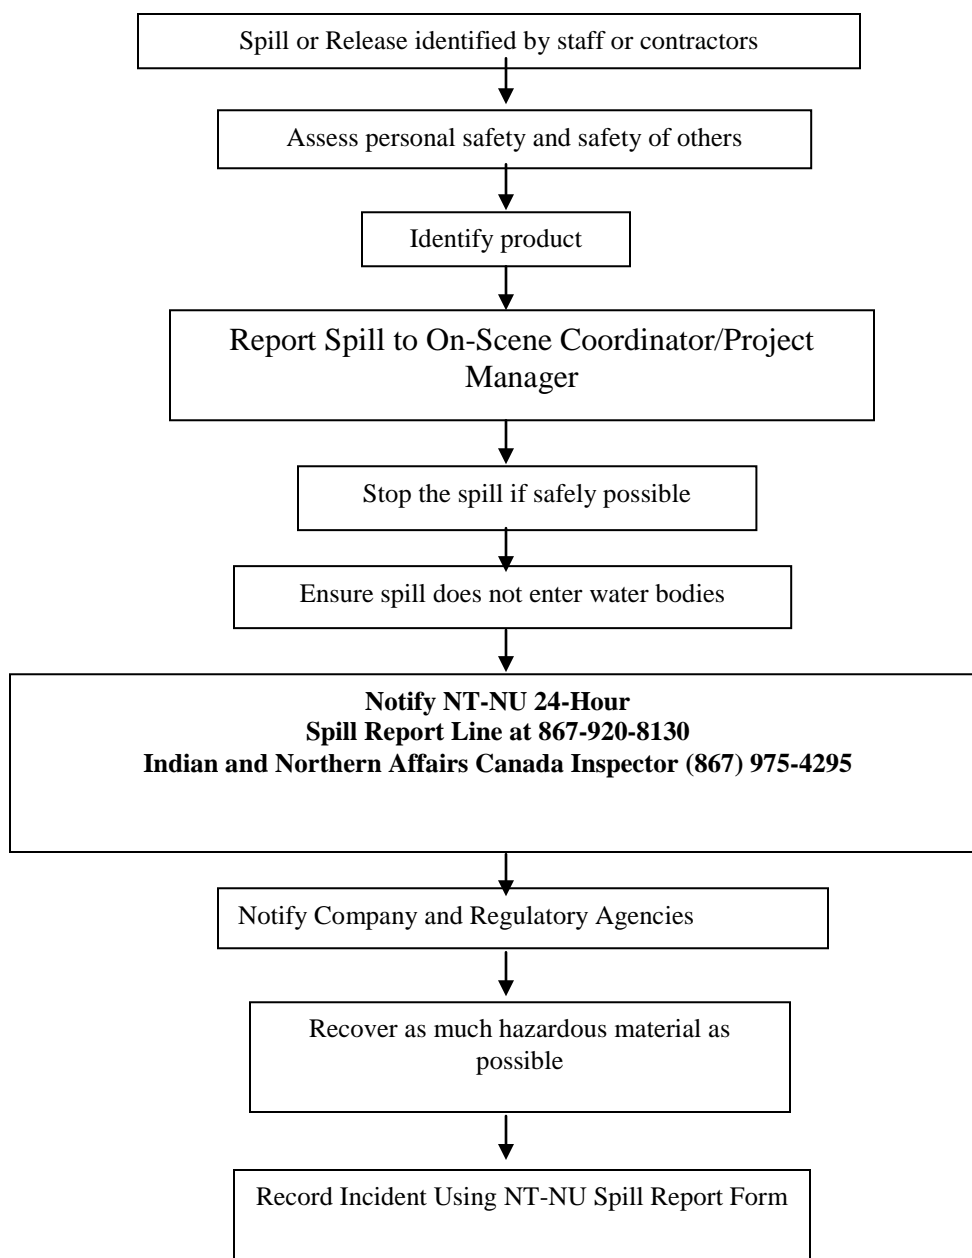 Spill or Release identified by staff or contractors
Assess personal safety and safety of others
Identify product
Report Spill to On-Scene Coordinator/Project
Manager
Stop the spill if safely possible
Ensure spill does not enter water bodies
Notify NT-NU 24-Hour
Spill Report Line at 867-920-8130
Indian and Northern Affairs Canada Inspector (867) 975-4295
Notify Company and Regulatory Agencies
Recover as much hazardous material as
possible
Record Incident Using NT-NU Spill Report Form